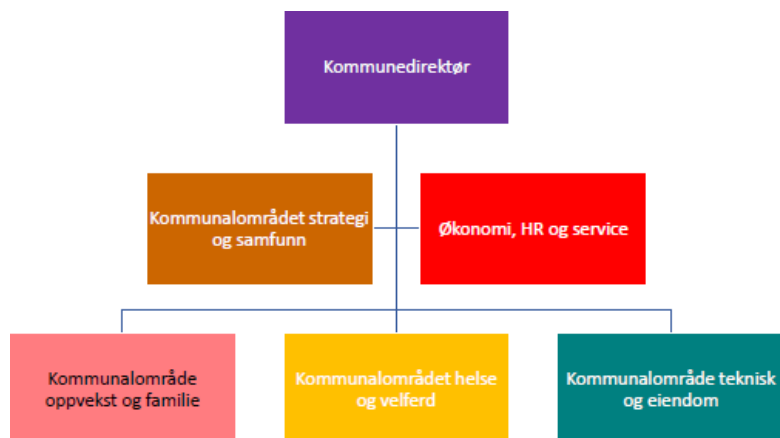 Kommunedirektør
Kommunalområdet strategi
og samfunn
Økonomi, HR og service
Kommunalområde
oppvekst og familie
Kommunalområdet helse
og velferd
Kommunalområde teknisk
og eiendom